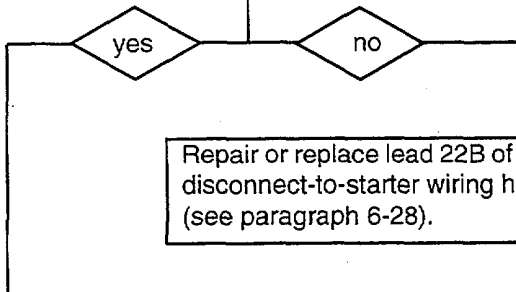 yes
no
Repair or replace lead 22B of
disconnect-to-starter wiring h
(see paragraph 6-28).